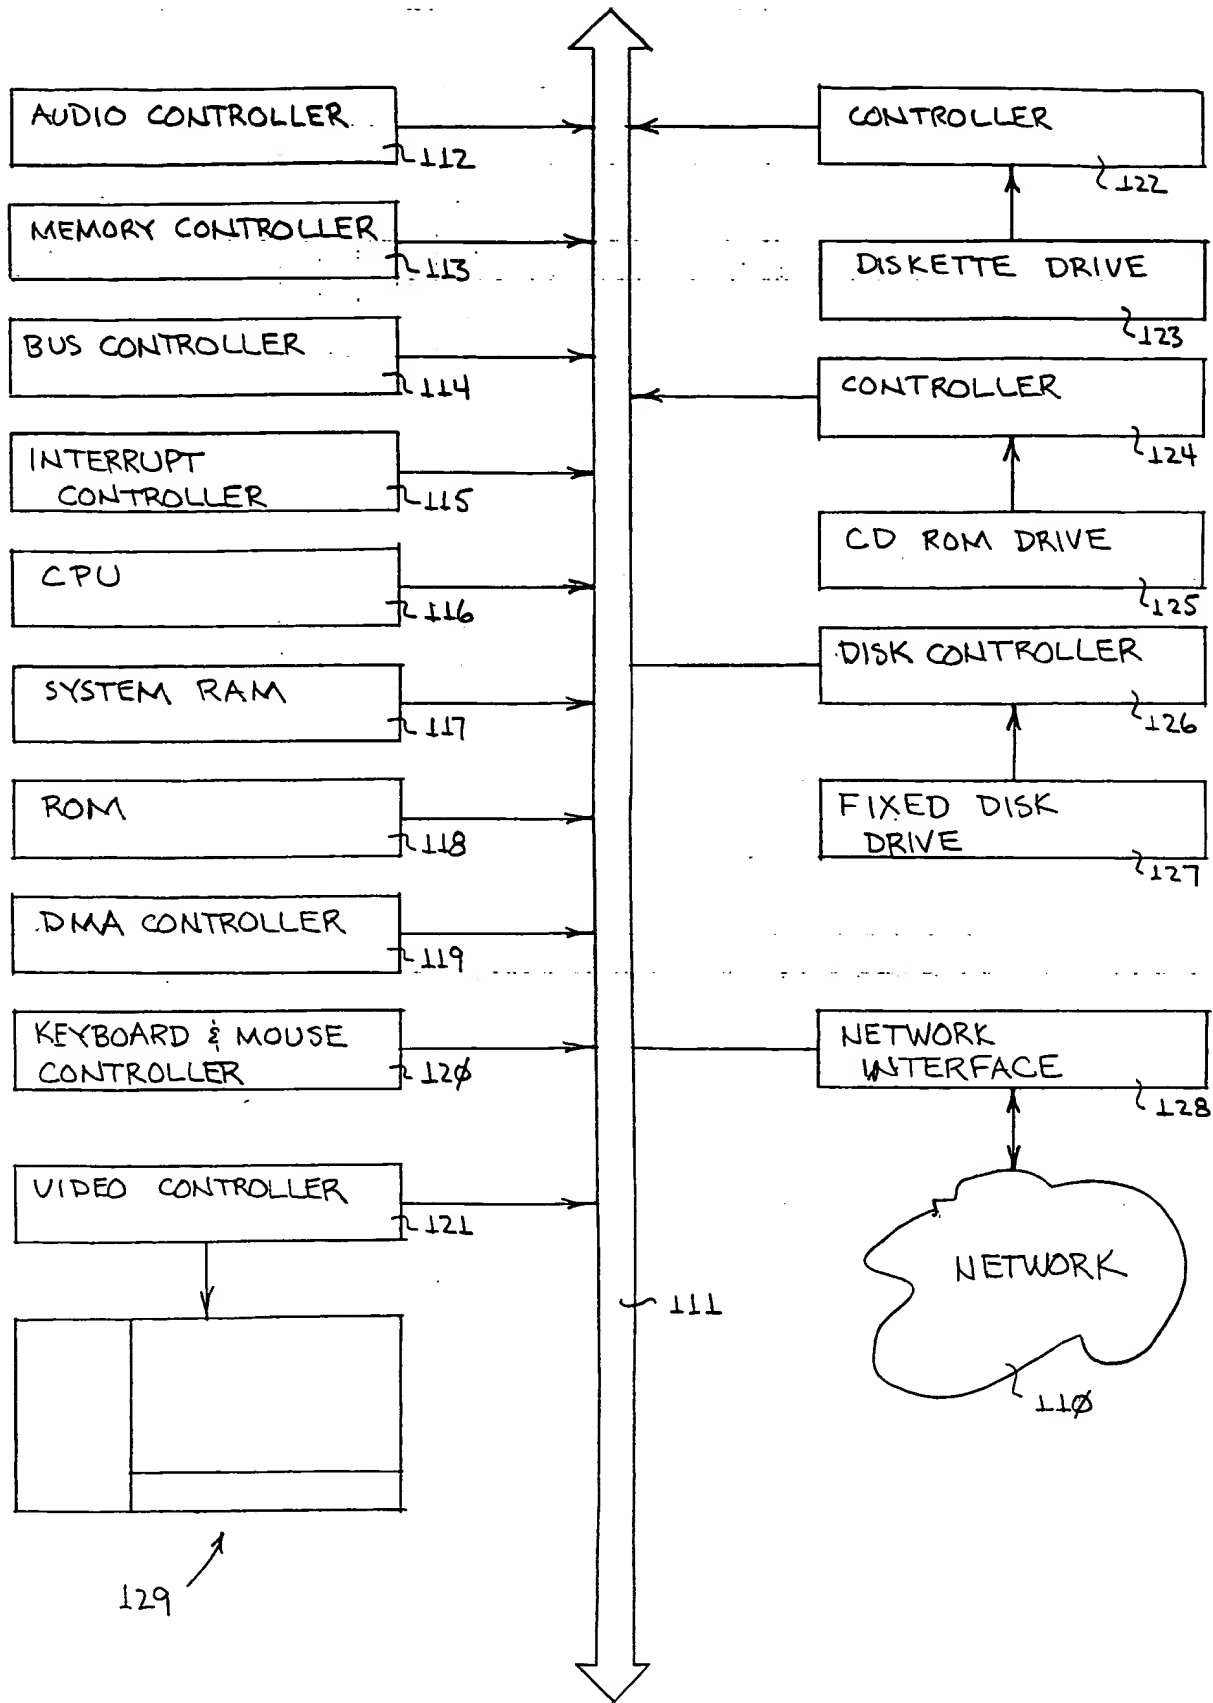 AUDIO CONTROLLER
112
MEMORY CONTROLLER
113
BUS CONTROLLER
114
INTERRUPT
CONTROLLER
115
CPU
116
SYSTEM RAM
117
ROM
118
DMA CONTROLLER
119
KEYBOARD & MOUSE
CONTROLLER
12Ø
VIDEO CONTROLLER
121
129
111
CONTROLLER
122
DISKETTE DRIVE
123
CONTROLLER
124
CD ROM DRIVE
125
DISK CONTROLLER
126
FIXED DISK
DRIVE
127
NETWORK
INTERFACE
128
NETWORK
11Ø